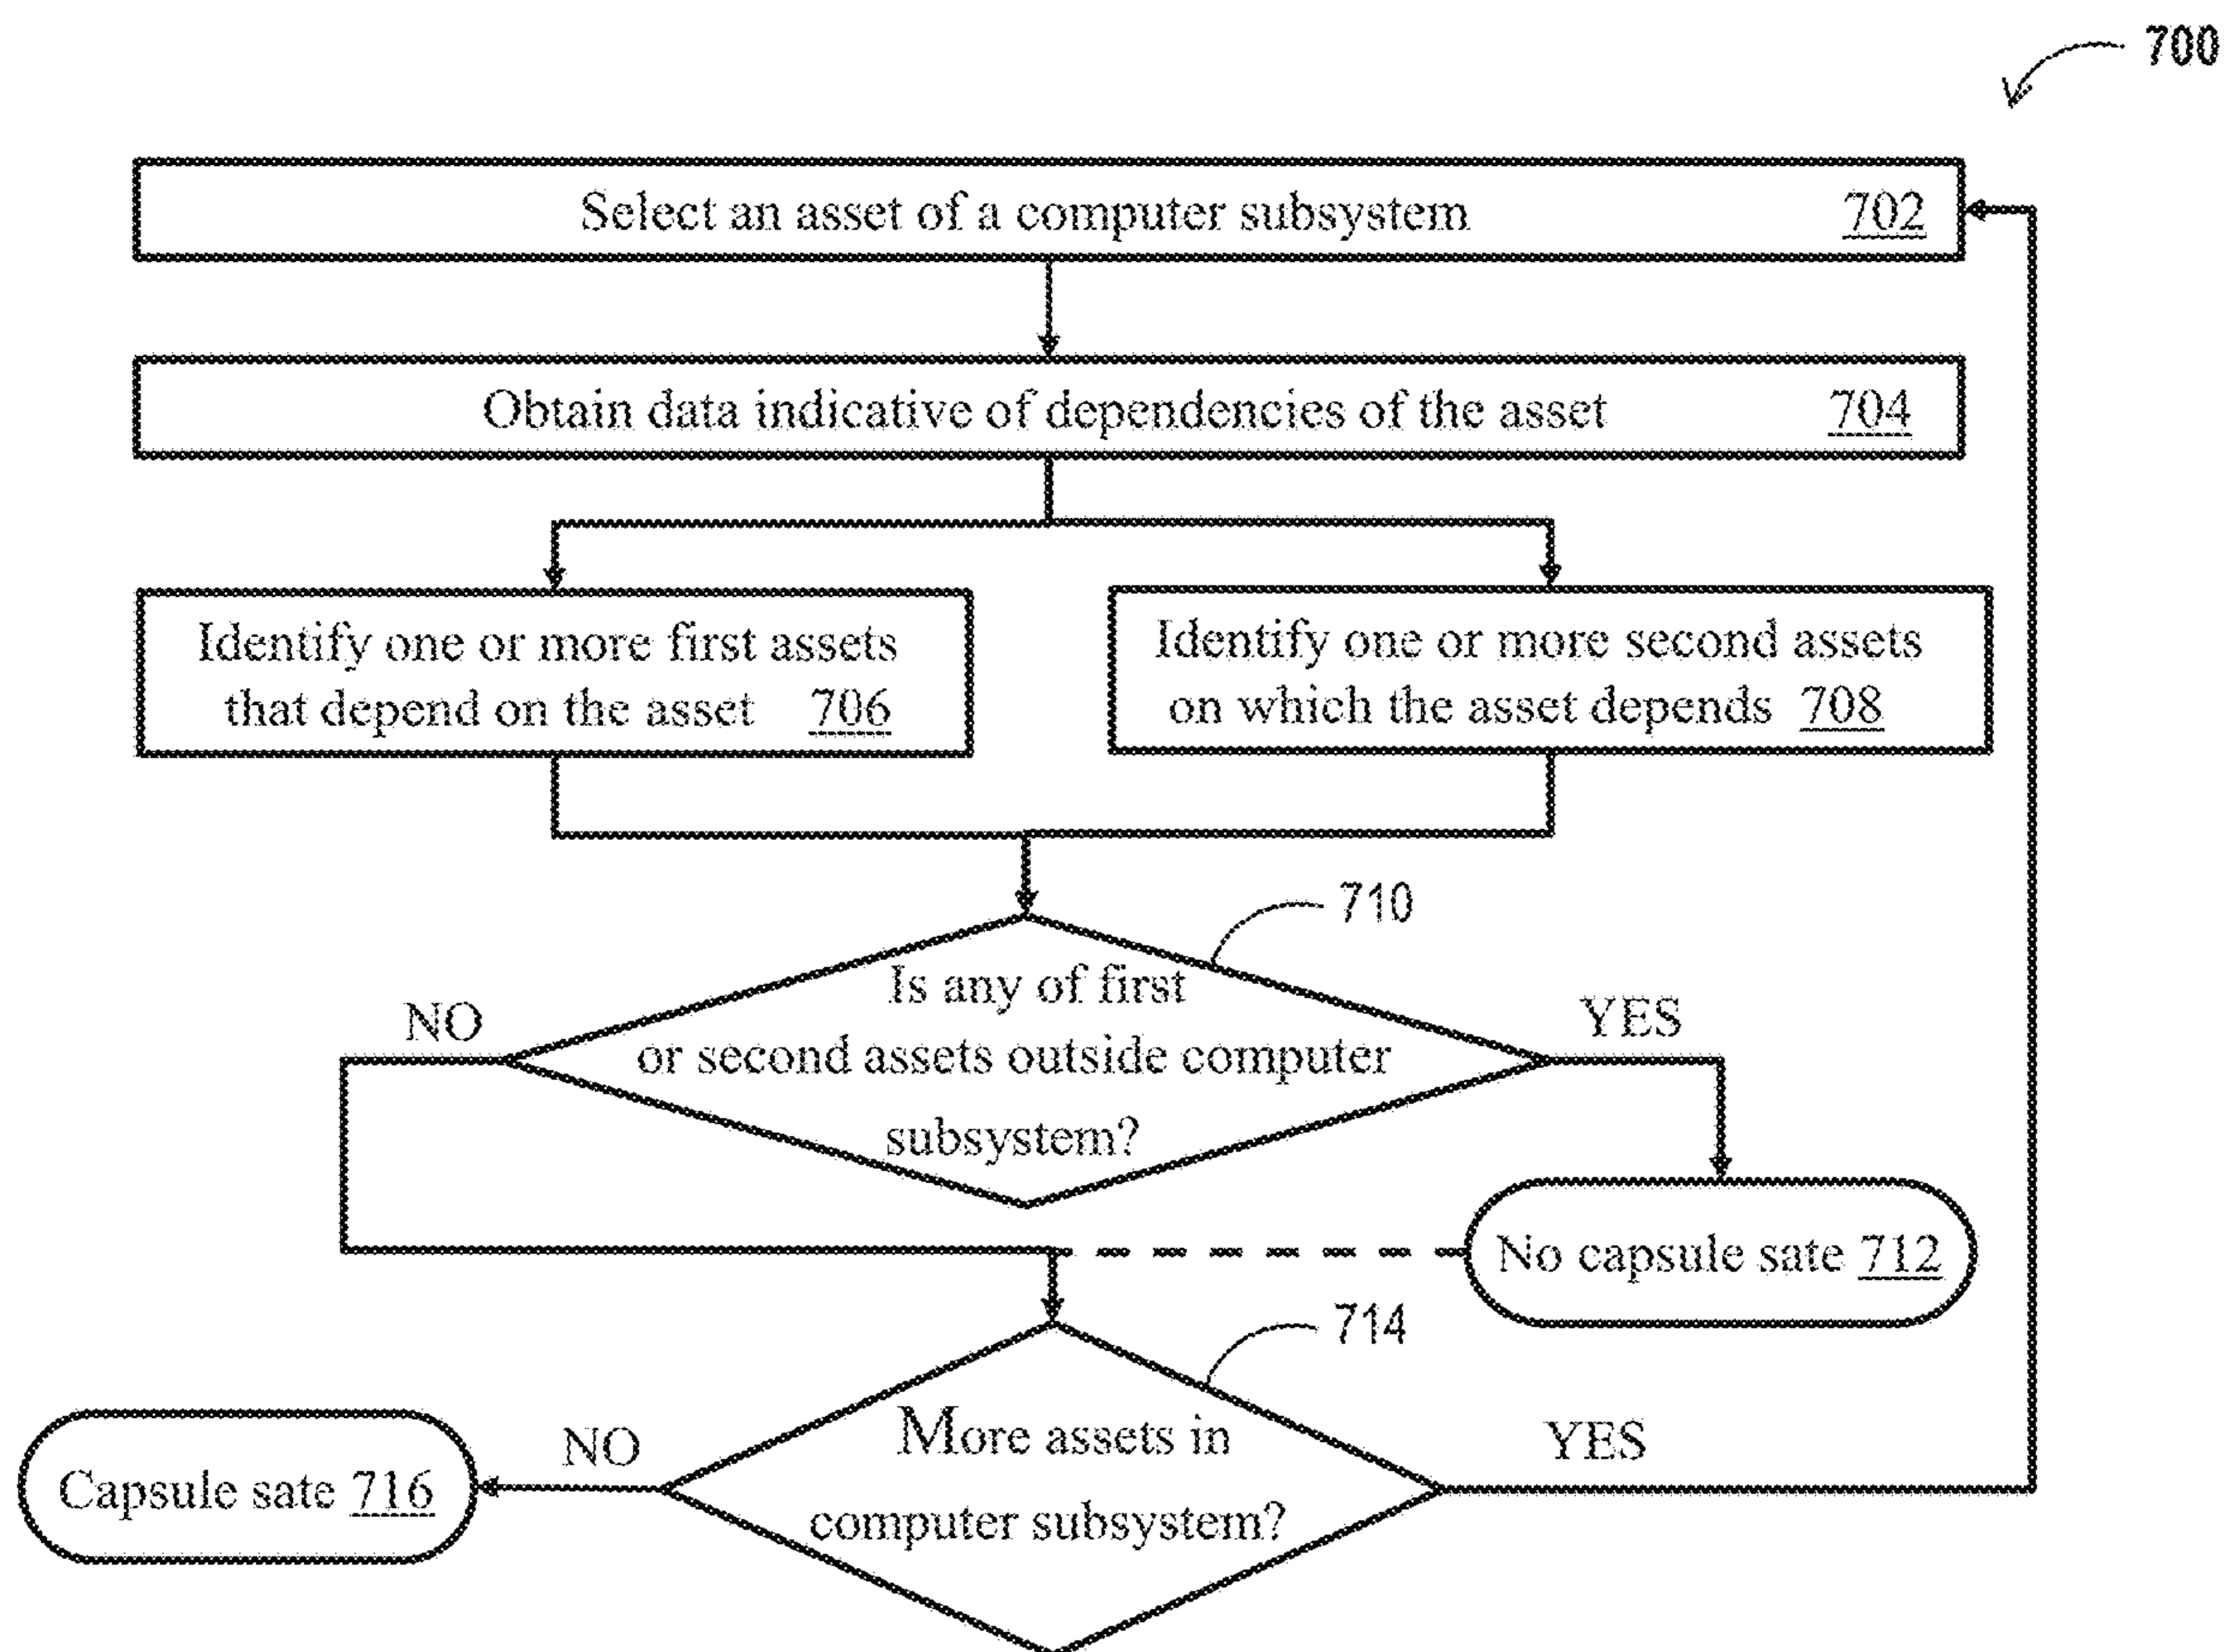 700
Select an asset of a computer subsystem 702
Obtain data indicative of dependencies of the asset 704
Identify one or more first assets
that depend on the asset 706
Identify one or more second assets
on which the asset depends 708
710
Is any of first
or second assets outside computer
subsystem?
NO
YES
No capsule sate 712
714
More assets in
computer subsystem?
NO
YES
Capsule sate 716